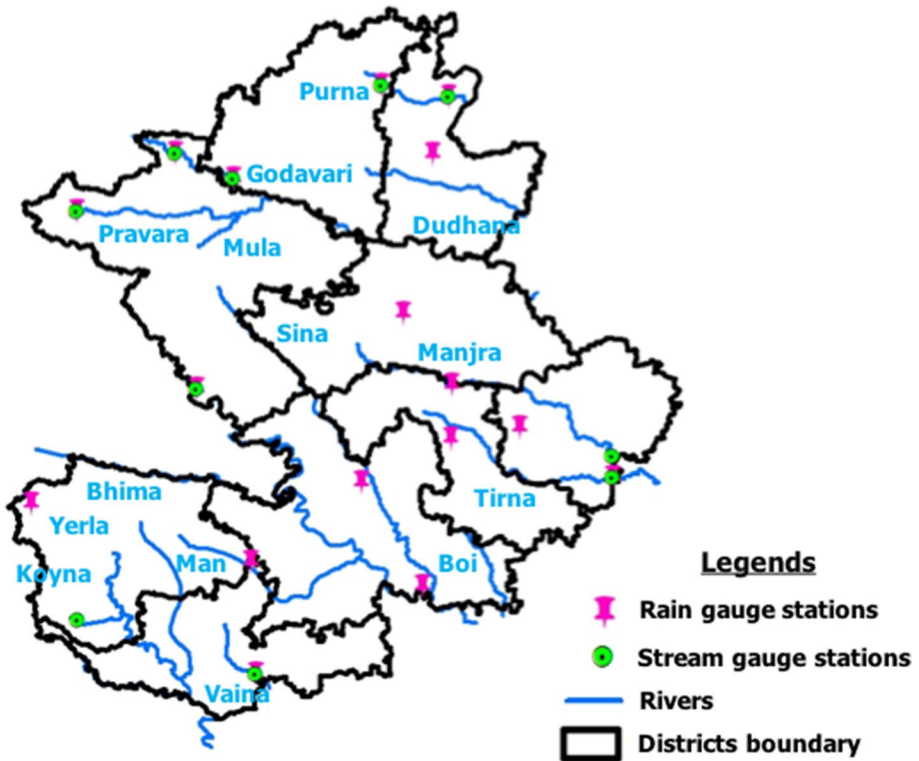 Purna
Godavari
Pravara
Mula
Dudhana
Sina
Manjra
Bhima
Tirna
Yerla
Man
Boi
Koyna
Vaina
Legends
Rain gauge stations
Stream gauge stations
Rivers
Districts boundary